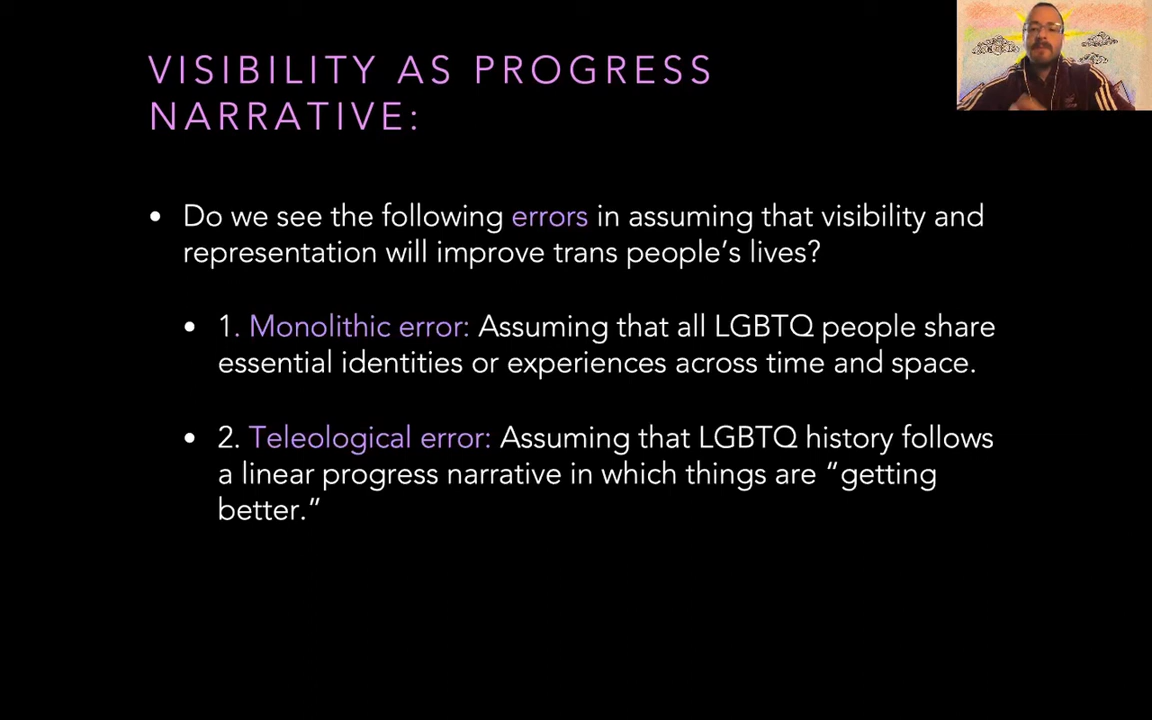 VISIBILITY AS PROGRESS
NARRATIVE:
• Do we see the following errors in assuming that visibility and
representation will improve trans people’s lives?
• 1. Monolithic error: Assuming that all LGBTQ people share
essential identities or experiences across time and space.
• 2. Teleological error: Assuming that LGBTQ history follows
a linear progress narrative in which things are “getting
better.”